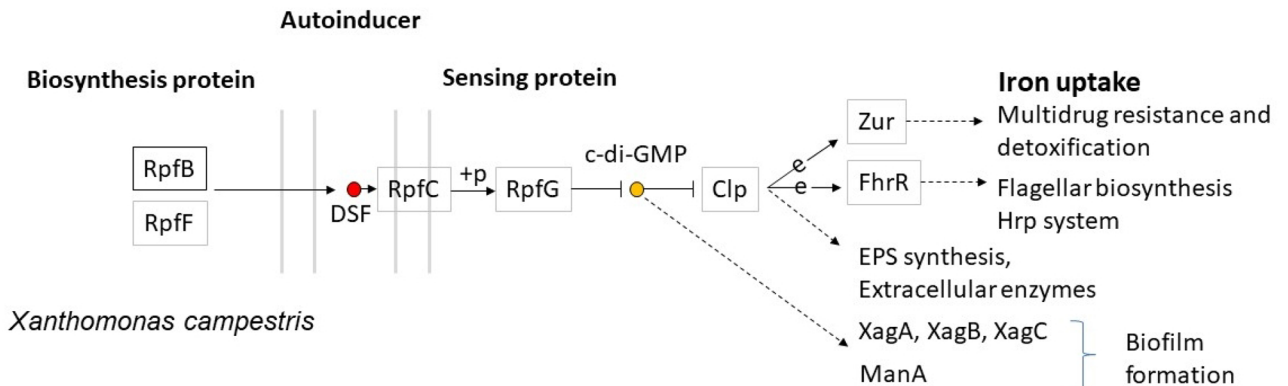 Autoinducer
Biosynthesis protein
Sensing protein
Iron uptake
Multidrug resistance and
detoxification
Zur
c-di-GMP
RpfB
RpfF
DSF
RpfC
+p
RpfG
Clp
e
e
FhrR
Flagellar biosynthesis
Hrp system
EPS synthesis,
Extracellular enzymes
Xanthomonas campestris
XagA, XagB, XagC
ManA
Biofilm
formation